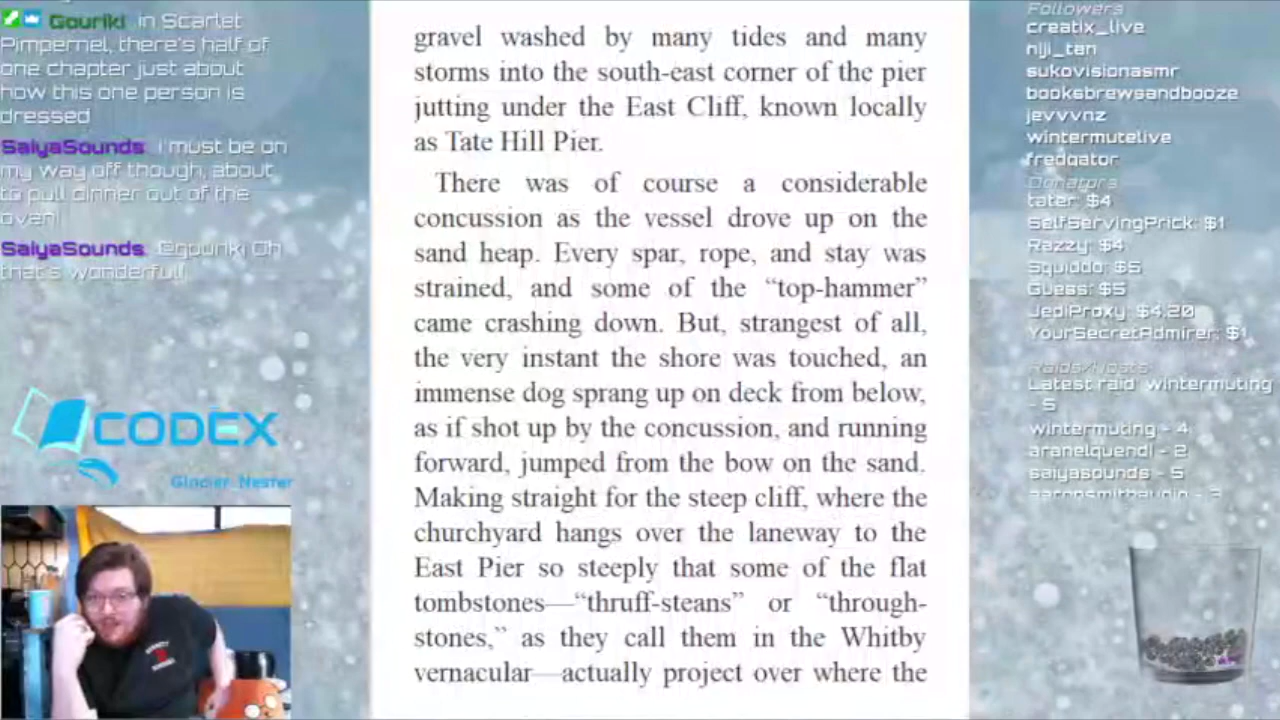 Gouriki: in Scarlet
Pimpernel, there's half of
one chapter just about
how this one person is
dressed
SaiyaSounds: I must be on
my way off though, about
to pull dinner out of the
ovan!
SaiyaSounds: @gouriki Oh
that's wonderful!
CODEX
Glacier_Nester
gravel washed by many tides and many
storms into the south-east corner of the pier
jutting under the East Cliff, known locally
as Tate Hill Pier.
There was of course a considerable
concussion as the vessel drove up on the
sand heap. Every spar, rope, and stay was
strained, and some of the “top-hammer”
came crashing down. But, strangest of all,
the very instant the shore was touched, an
immense dog sprang up on deck from below,
as if shot up by the concussion, and running
forward, jumped from the bow on the sand.
Making straight for the steep cliff, where the
churchyard hangs over the laneway to the
East Pier so steeply that some of the flat
tombstones—“thruff-steans” or “through-
stones,” as they call them in the Whitby
vernacular—actually project over where the
Followers
creatix_live
niji_tan
sukovisionasmr
booksbrewsandbooze
jevvvnz
wintermutelive
fredgator
Donators
tater: $4
SelfServingPrick: $1
Razzy: $4
Squidda: $5
Guess: $5
JediProxy: $4.20
YourSecretAdmirer: $1
Raids/Hosts
Latest raid: wintermuting
- 5
wintermuting - 4
aranelquendi - 2
saiyasounds - 5
aaronsmithaudio - 3